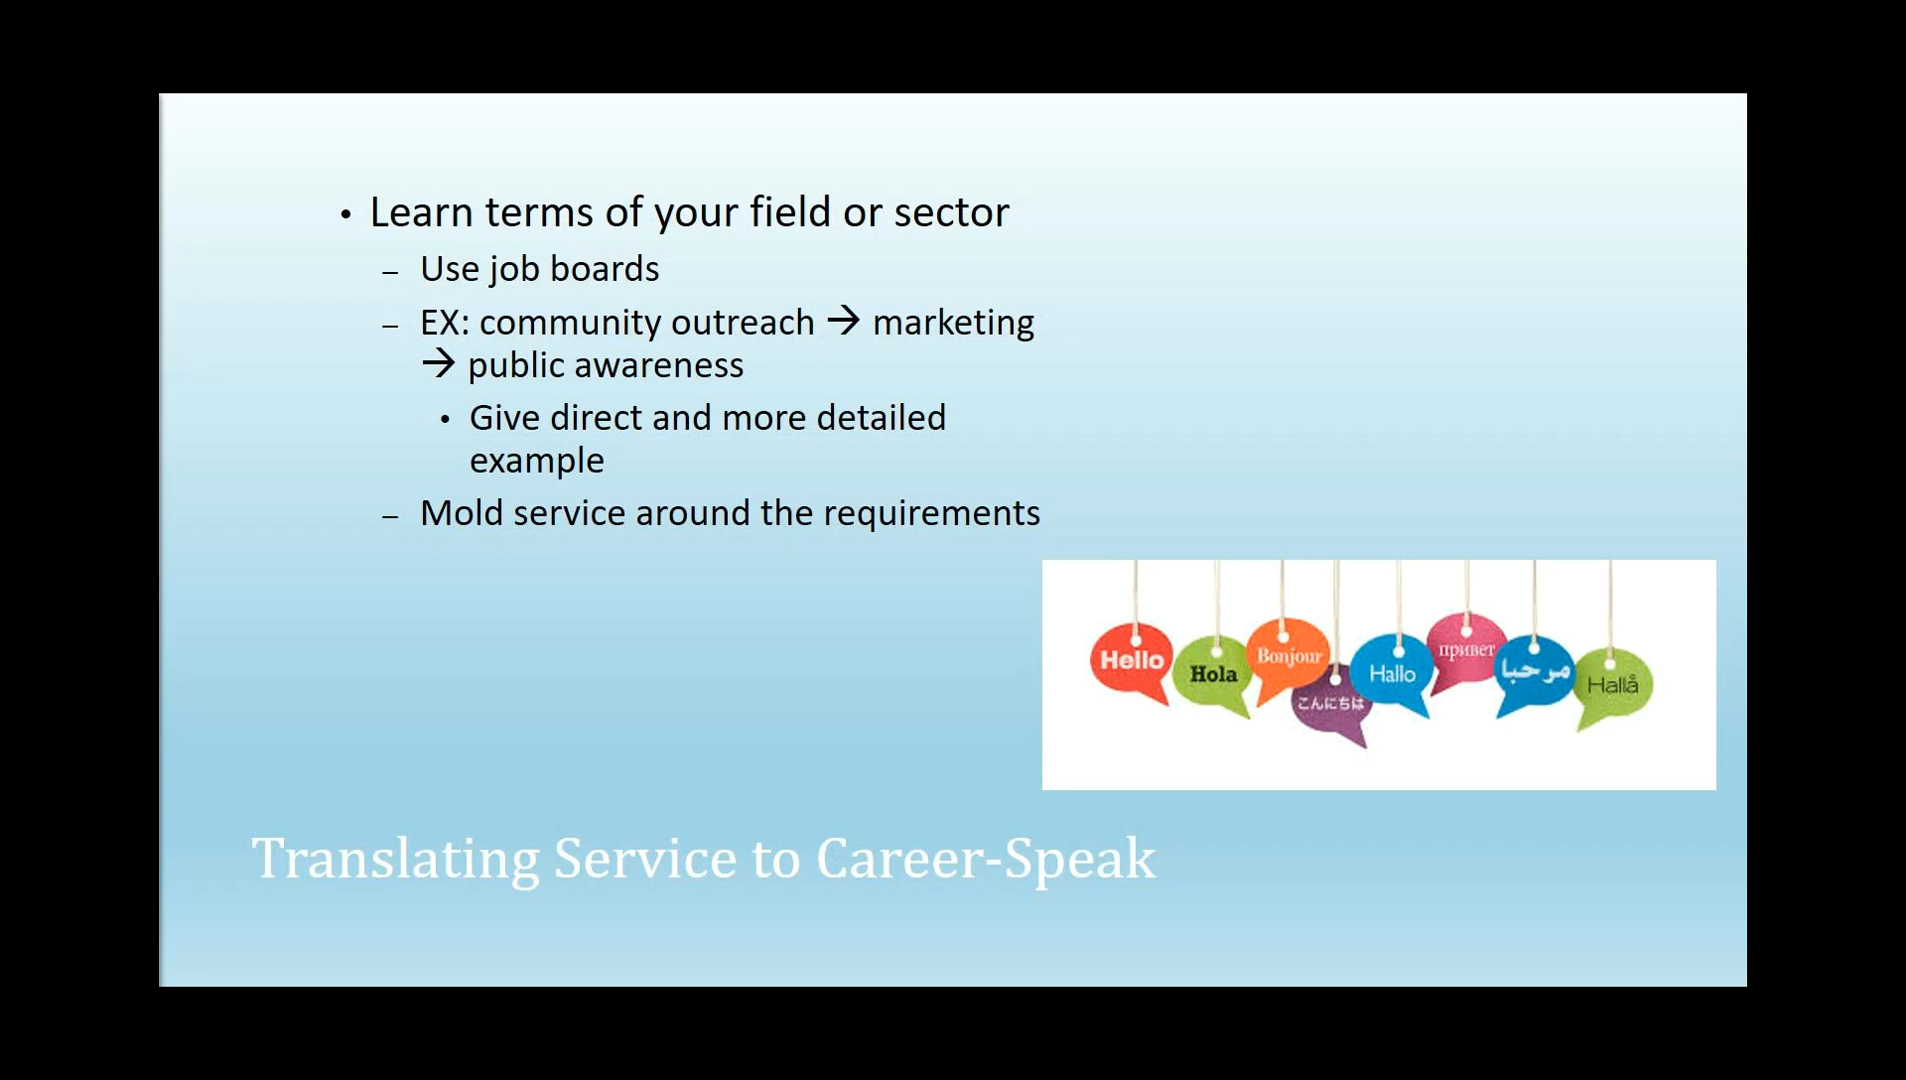 • Learn terms of your field or sector
– Use job boards
– EX: community outreach → marketing
→ public awareness
• Give direct and more detailed
example
– Mold service around the requirements
Hello
Hola
Bonjour
こんにちは
Hallo
привет
مرحبا
Hallå
Translating Service to Career-Speak